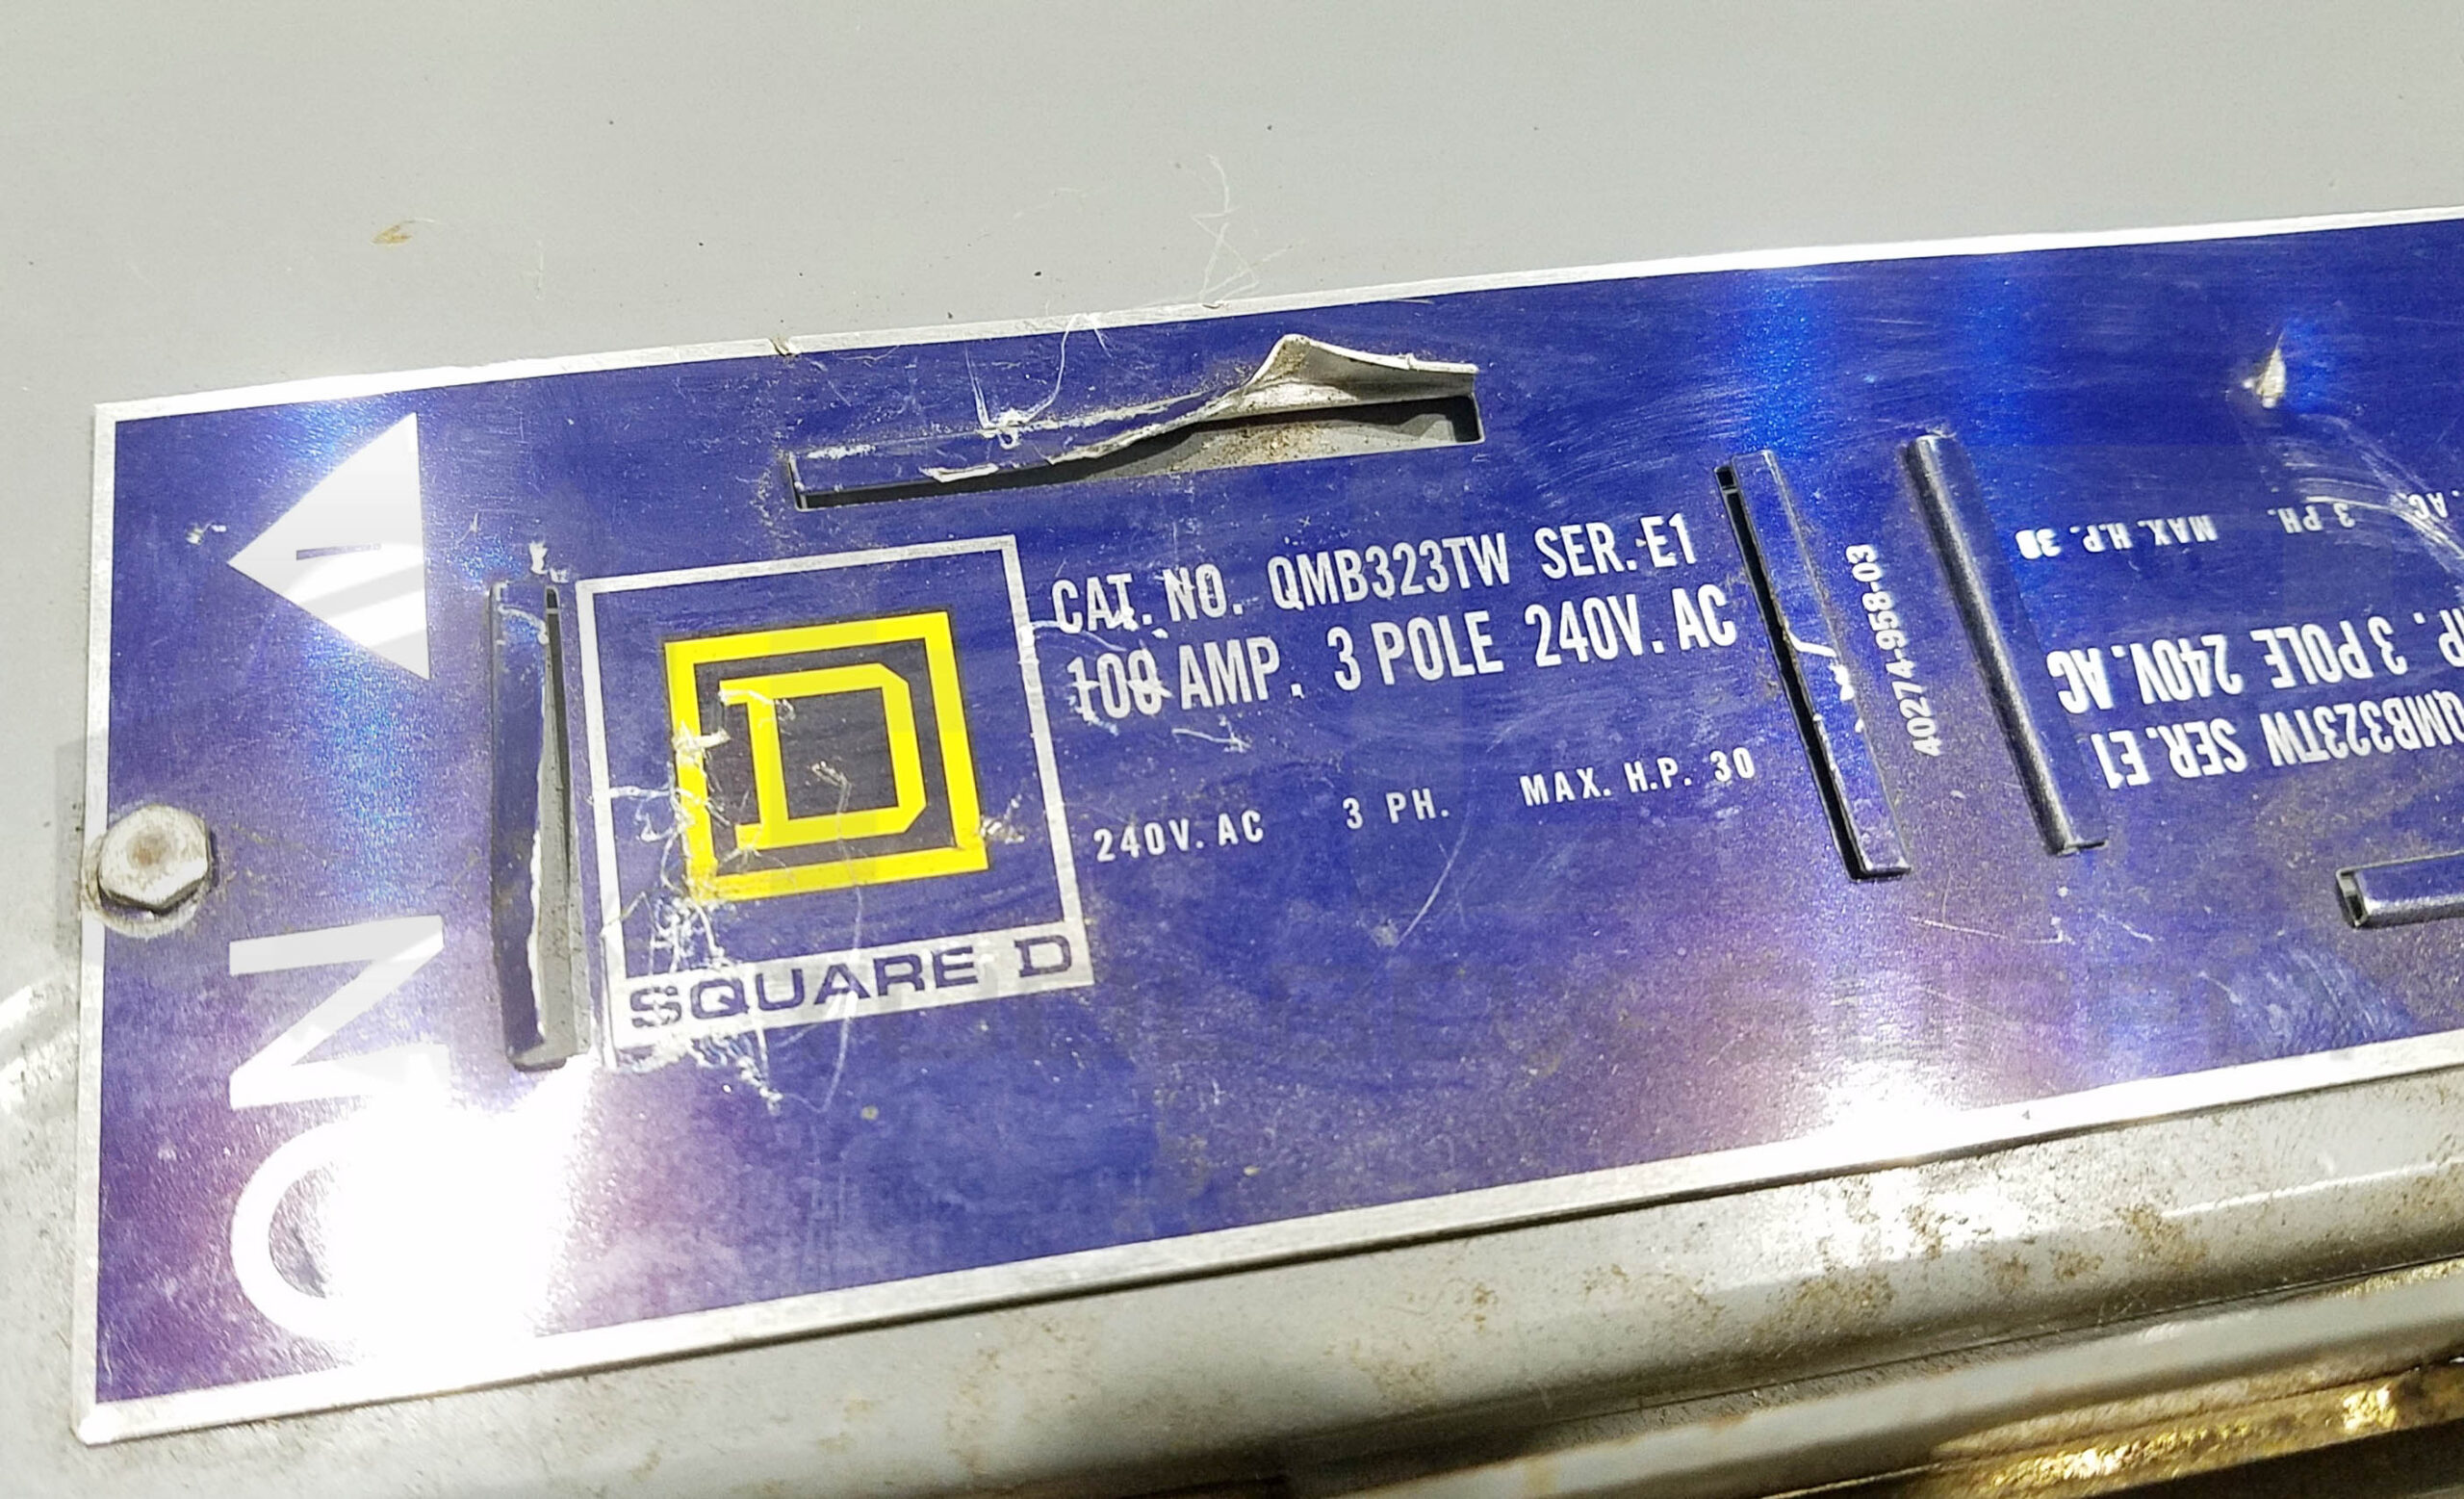 ON
CAT. NO. QMB323TW SER. E1
100 AMP. 3 POLE 240V. AC
240V. AC 3 PH. MAX. H.P. 30
D
SQUARE D
40274-958-03
QMB323TW SER. E1
P. 3 POLE 240V. AC
. AC 3 PH. MAX. H.P. 30